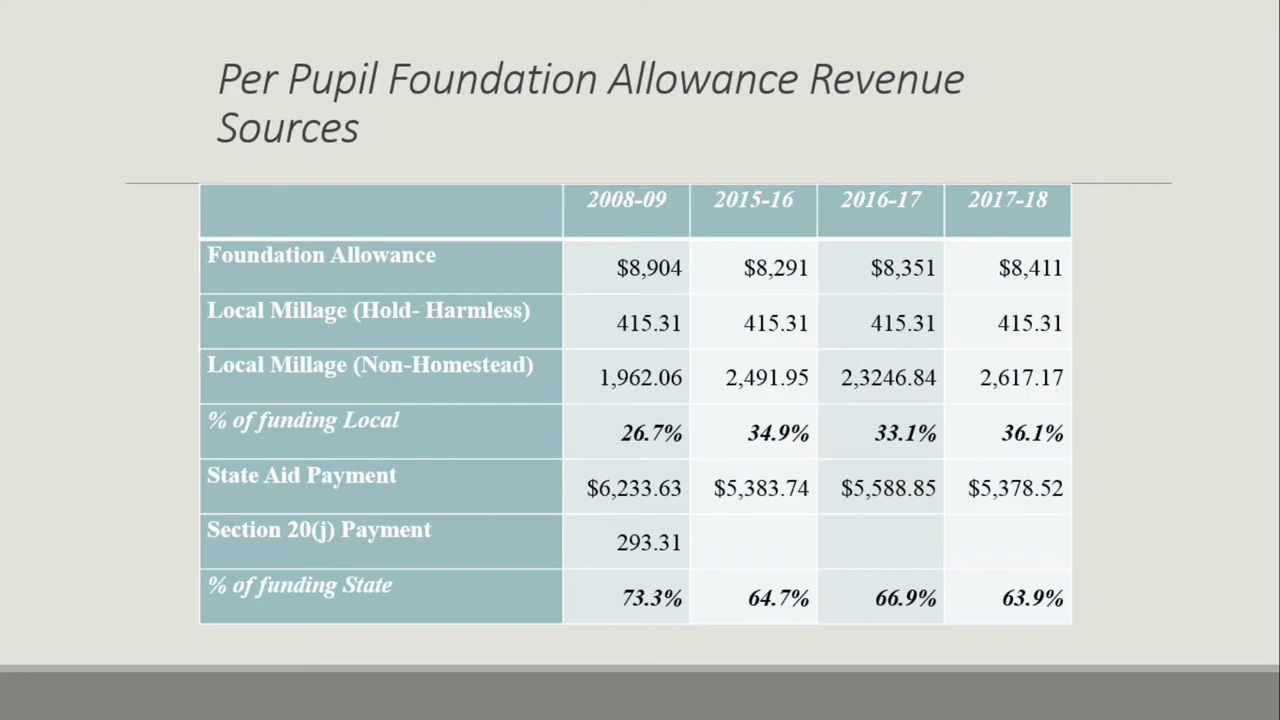 Per Pupil Foundation Allowance Revenue
Sources
2008-09 2015-16 2016-17 2017-18
Foundation Allowance $8,904 $8,291 $8,351 $8,411
Local Millage (Hold- Harmless) 415.31 415.31 415.31 415.31
Local Millage (Non-Homestead) 1,962.06 2,491.95 2,3246.84 2,617.17
% of funding Local 26.7% 34.9% 33.1% 36.1%
State Aid Payment $6,233.63 $5,383.74 $5,588.85 $5,378.52
Section 20(j) Payment 293.31
% of funding State 73.3% 64.7% 66.9% 63.9%